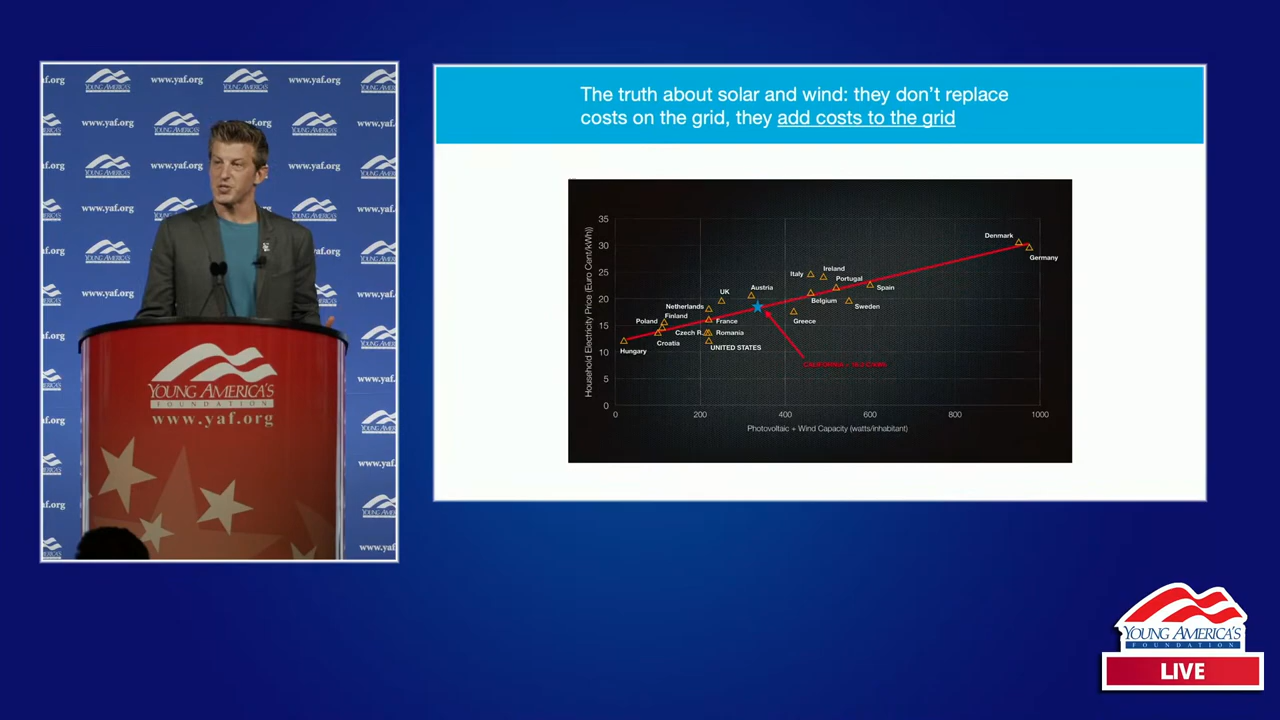 The truth about solar and wind: they don't replace
costs on the grid, they add costs to the grid
Household Electricity Price (Euro Cent/kWh))
35
30
25
20
15
10
5
0
0
200
400
600
800
1000
Photovoltaic + Wind Capacity (watts/inhabitant)
Denmark
Germany
Ireland
Italy
Portugal
Spain
Austria
UK
Belgium
Sweden
Netherlands
Finland
Poland
France
Greece
Czech R.
Romania
Croatia
UNITED STATES
Hungary
www.yaf.org
YOUNG AMERICA'S
FOUNDATION
www.yaf.org
YOUNG AMERICA'S
FOUNDATION
LIVE